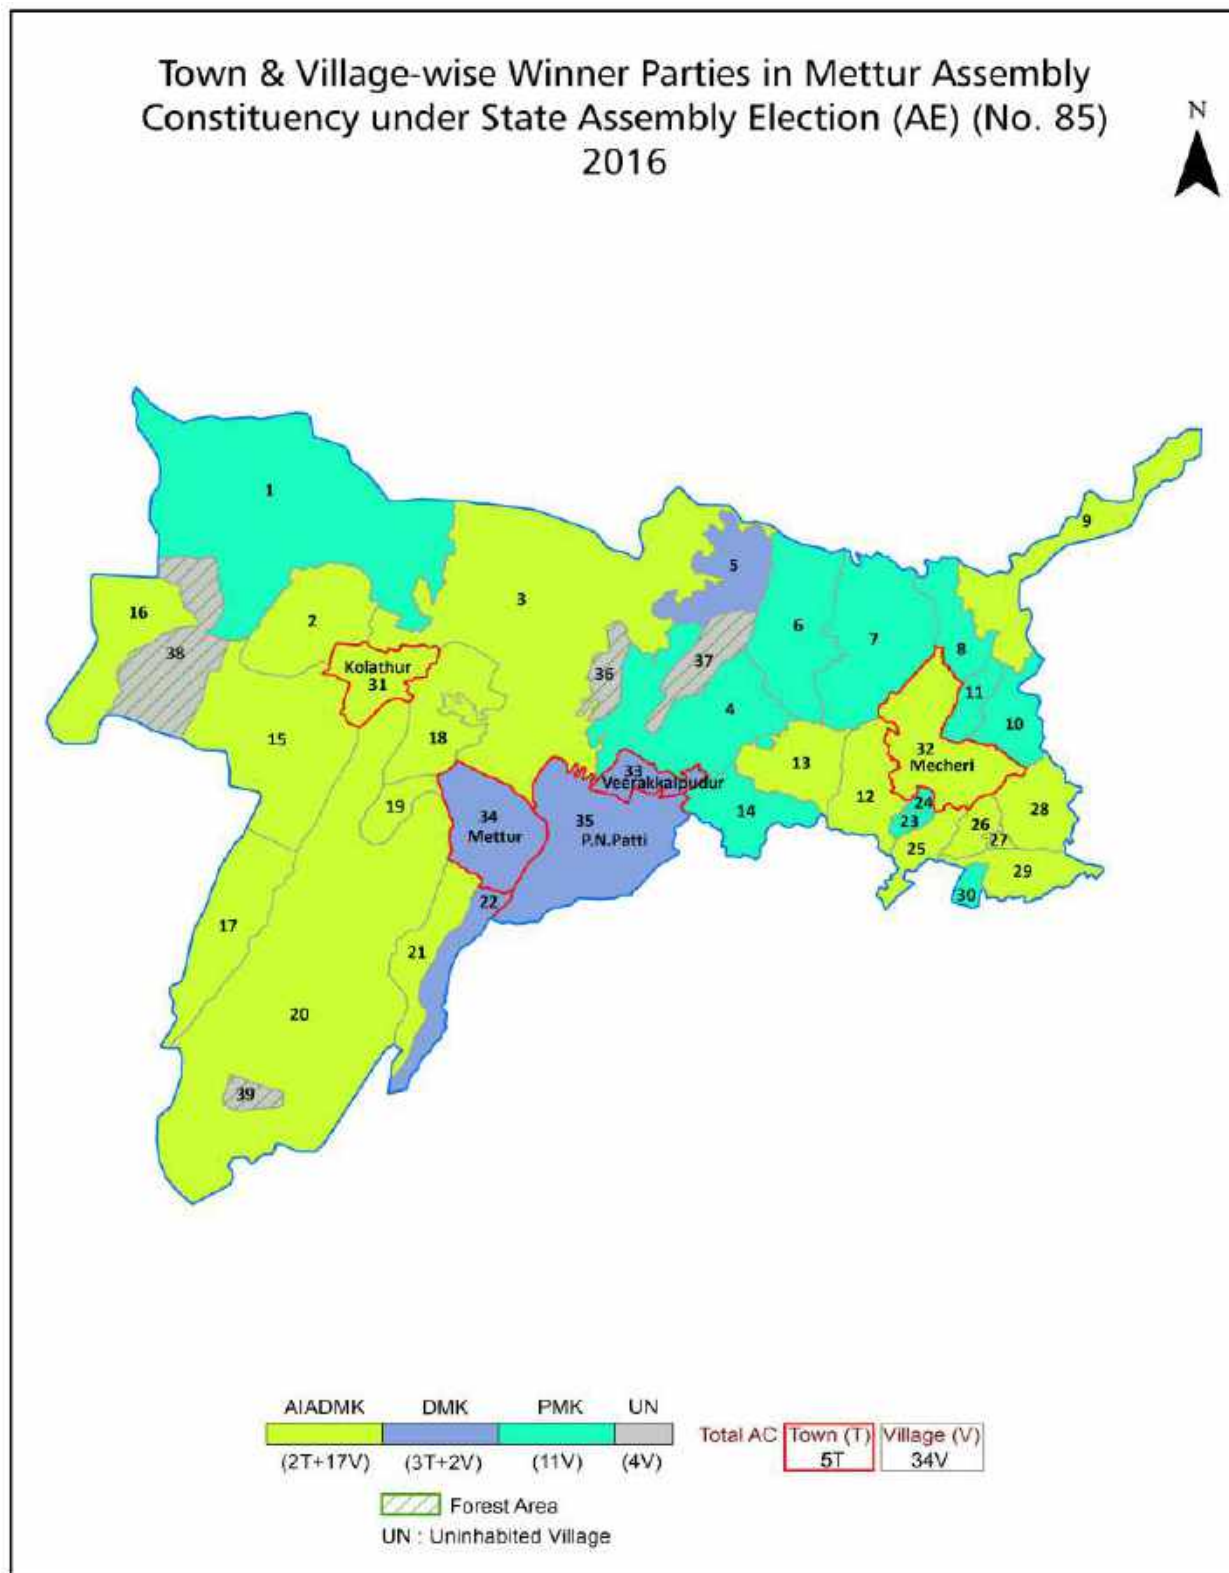 Town & Village-wise Winner Parties in Mettur Assembly
Constituency under State Assembly Election (AE) (No. 85)
2016
N
1
9
5
3
16
2
6
7
8
38
Kolathur
31
36
37
11
4
10
15
18
13
32
Mecheri
33
Veerakkalpudur
12
19
14
24
28
34
Mettur
35
P.N.Patti
23
26
27
25
29
30
22
17
21
20
39
AIADMK DMK PMK UN
(2T+17V) (3T+2V) (11V) (4V)
Total AC Town (T) Village (V)
5T 34V
Forest Area
UN : Uninhabited Village